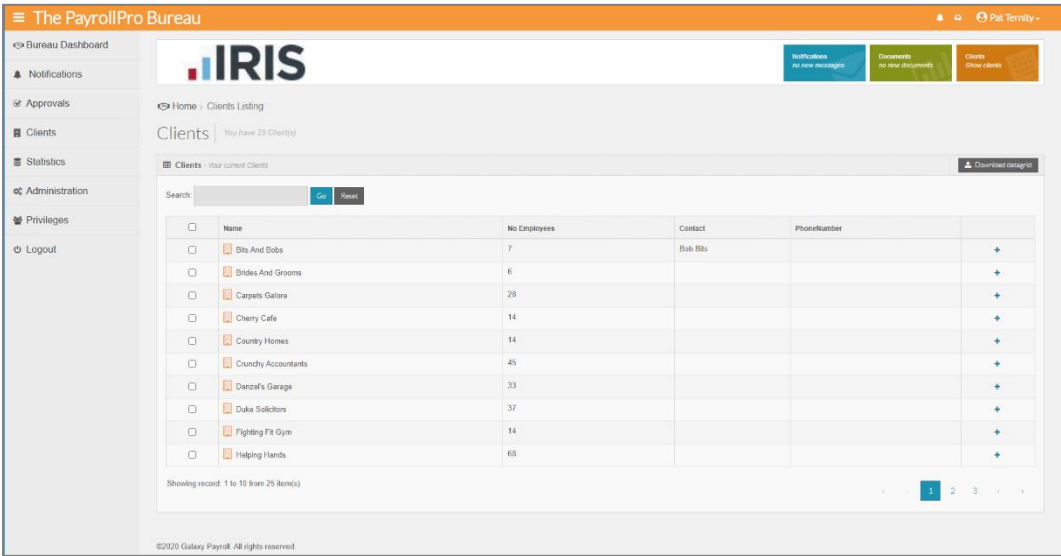 The PayrollPro Bureau
Pat Ternity
Bureau Dashboard
Notifications
Approvals
Clients
Statistics
Administration
Privileges
Logout
IRIS
Notifications
no new messages
Documents
no new documents
Clients
Show clients
Home › Clients Listing
Clients You have 25 Client(s)
Clients - Your current Clients
Download datagrid
Search: Go Reset
Name No Employees Contact PhoneNumber
Bits And Bobs 7 Bob Bits +
Brides And Grooms 6 +
Carpets Galore 28 +
Cherry Cafe 14 +
Country Homes 14 +
Crunchy Accountants 45 +
Danzel's Garage 33 +
Duke Solicitors 37 +
Fighting Fit Gym 14 +
Helping Hands 68 +
Showing record: 1 to 10 from 25 item(s)
« ‹ 1 2 3 › »
©2020 Galaxy Payroll. All rights reserved.